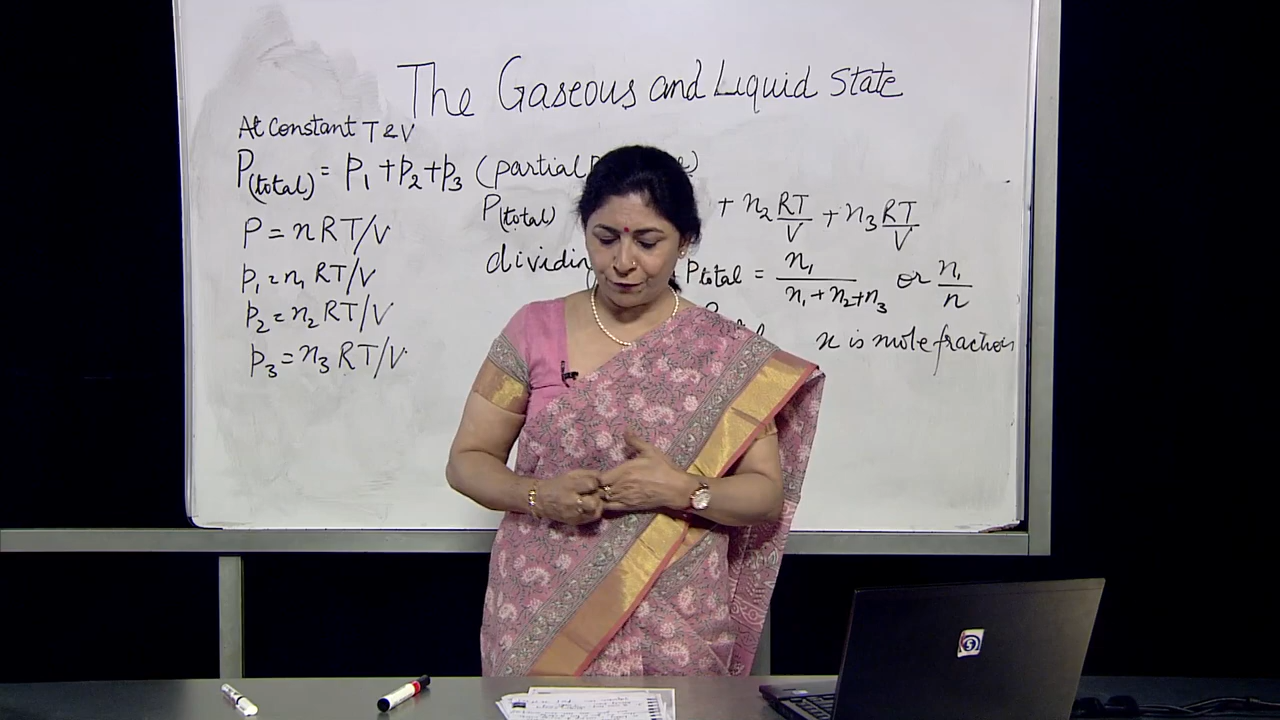 The Gaseous and Liquid State
At Constant T & V
P(total) = p1 + p2 + p3 (partial
P = nRT/V
p1 = n1 RT/V
p2 = n2 RT/V
p3 = n3 RT/V
P(total) + n2 RT/V + n3 RT/V
Ptotal = n1/n1+n2+n3 or n1/n
x is mole fraction